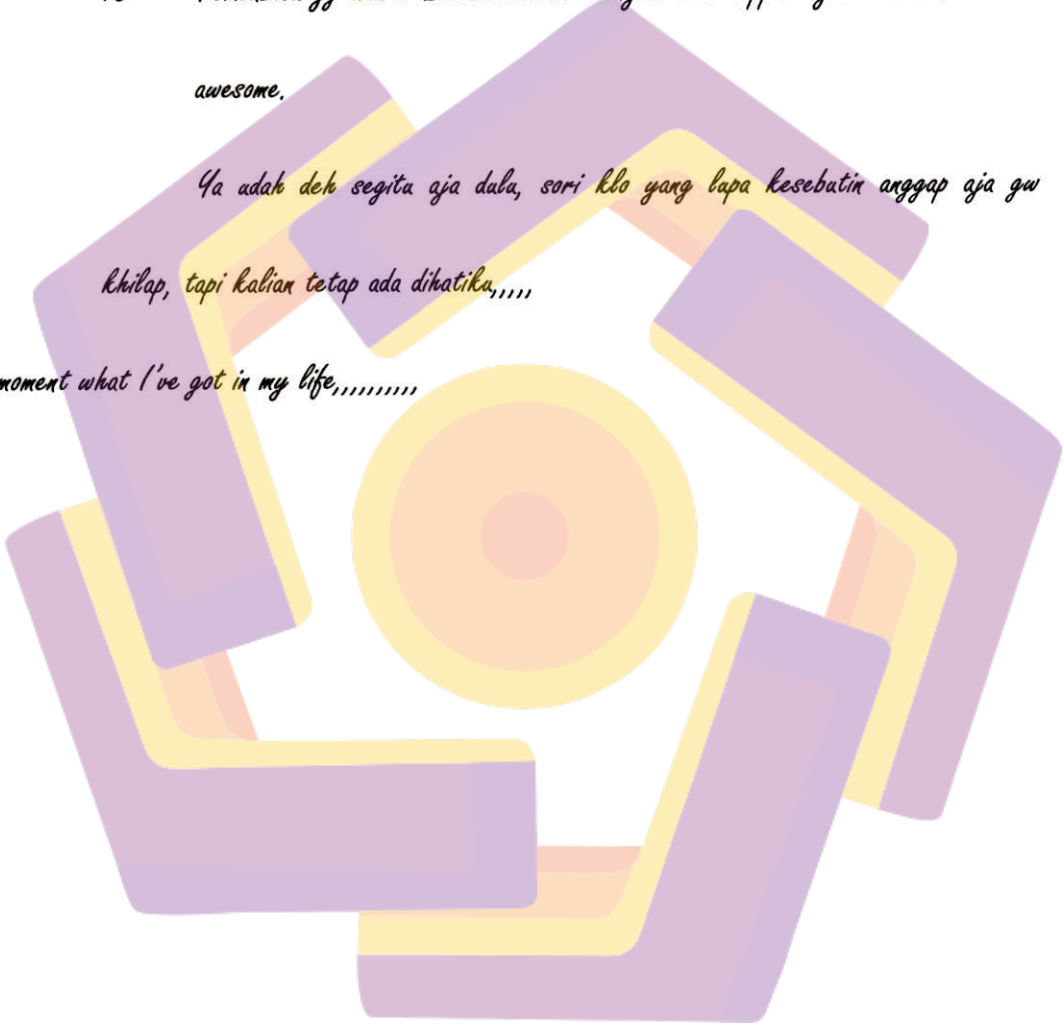 awesome.
Ya udah deh segitu aja dulu, sori klo yang lupa kesebutin anggap aja gw
khilap, tapi kalian tetap ada dihatiku,,,,,
moment what I've got in my life,,,,,,,,,,